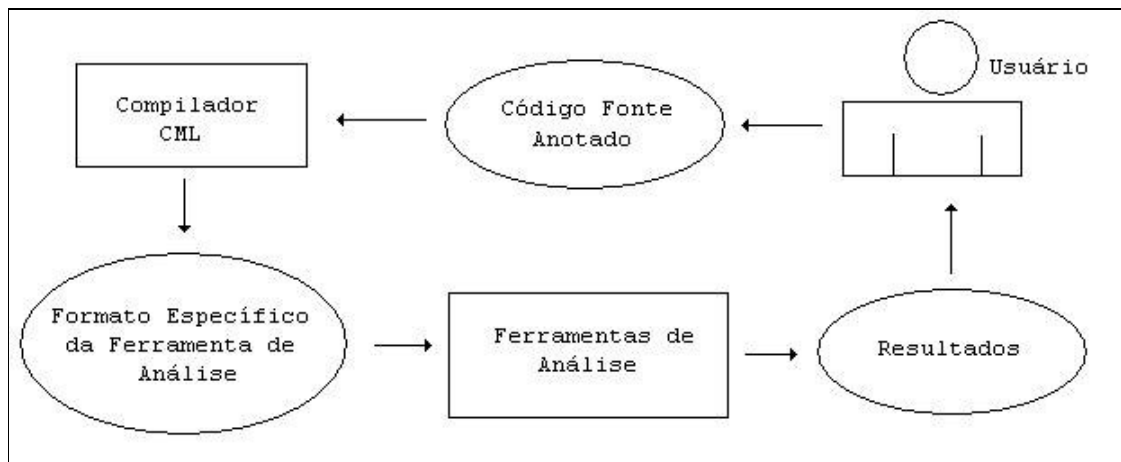 Compilador
CML
Código Fonte
Anotado
Usuário
Formato Específico
da Ferramenta de
Análise
Ferramentas de
Análise
Resultados